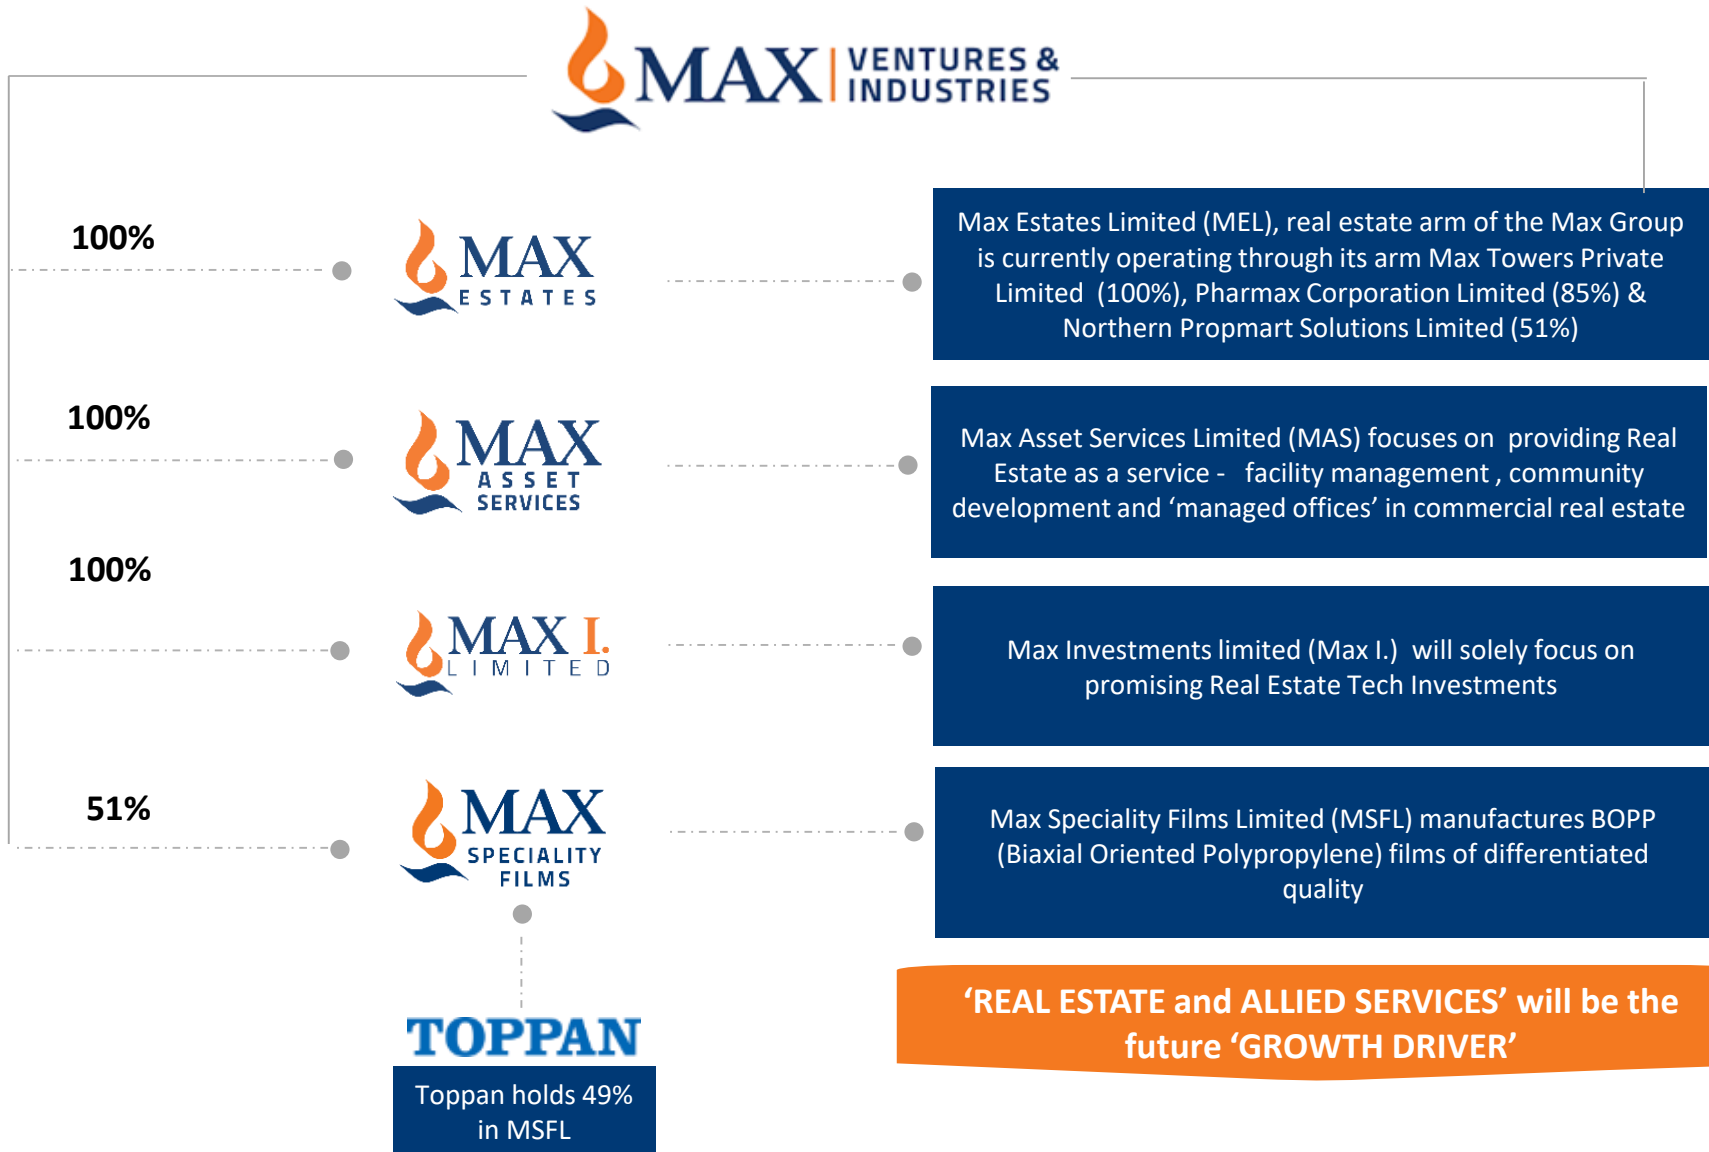 MAX VENTURES &
INDUSTRIES
100%
MAX
ESTATES
Max Estates Limited (MEL), real estate arm of the Max Group
is currently operating through its arm Max Towers Private
Limited (100%), Pharmax Corporation Limited (85%) &
Northern Propmart Solutions Limited (51%)
100%
MAX
ASSET
SERVICES
Max Asset Services Limited (MAS) focuses on providing Real
Estate as a service - facility management , community
development and ‘managed offices’ in commercial real estate
100%
MAX I.
LIMITED
Max Investments limited (Max I.) will solely focus on
promising Real Estate Tech Investments
51%
MAX
SPECIALITY
FILMS
Max Speciality Films Limited (MSFL) manufactures BOPP
(Biaxial Oriented Polypropylene) films of differentiated
quality
TOPPAN
Toppan holds 49%
in MSFL
‘REAL ESTATE and ALLIED SERVICES’ will be the
future ‘GROWTH DRIVER’